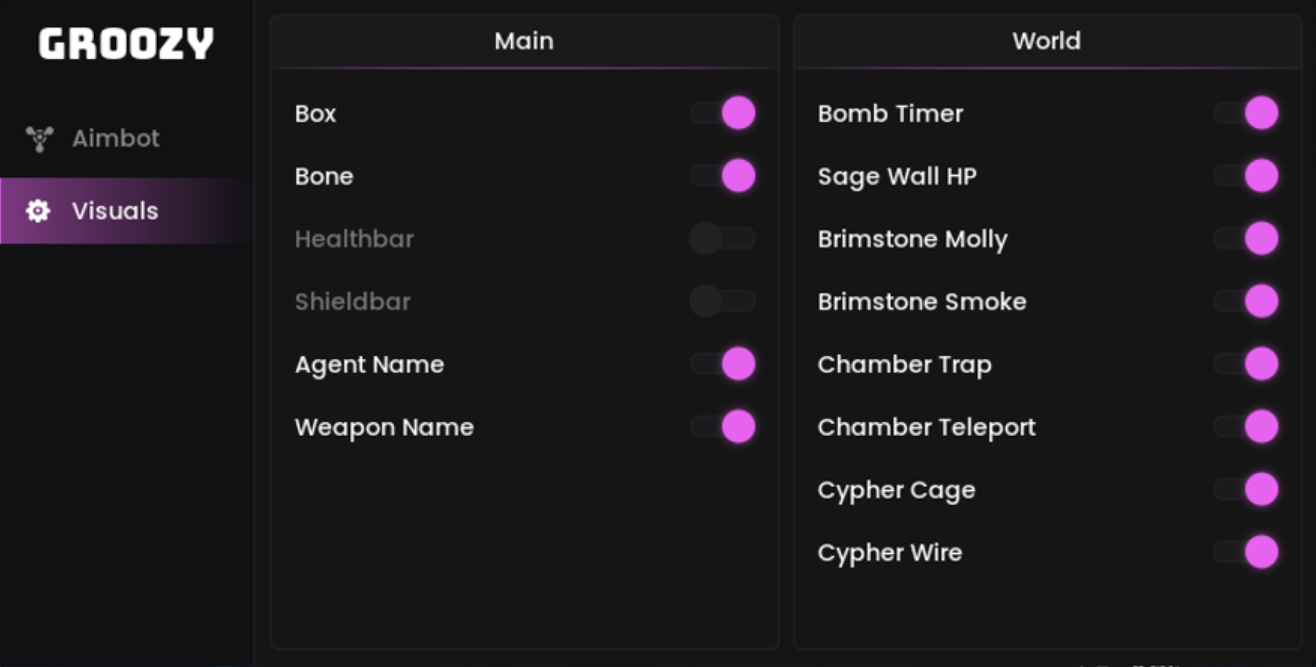 GROOZY
Aimbot
Visuals
Main
Box
Bone
Healthbar
Shieldbar
Agent Name
Weapon Name
World
Bomb Timer
Sage Wall HP
Brimstone Molly
Brimstone Smoke
Chamber Trap
Chamber Teleport
Cypher Cage
Cypher Wire